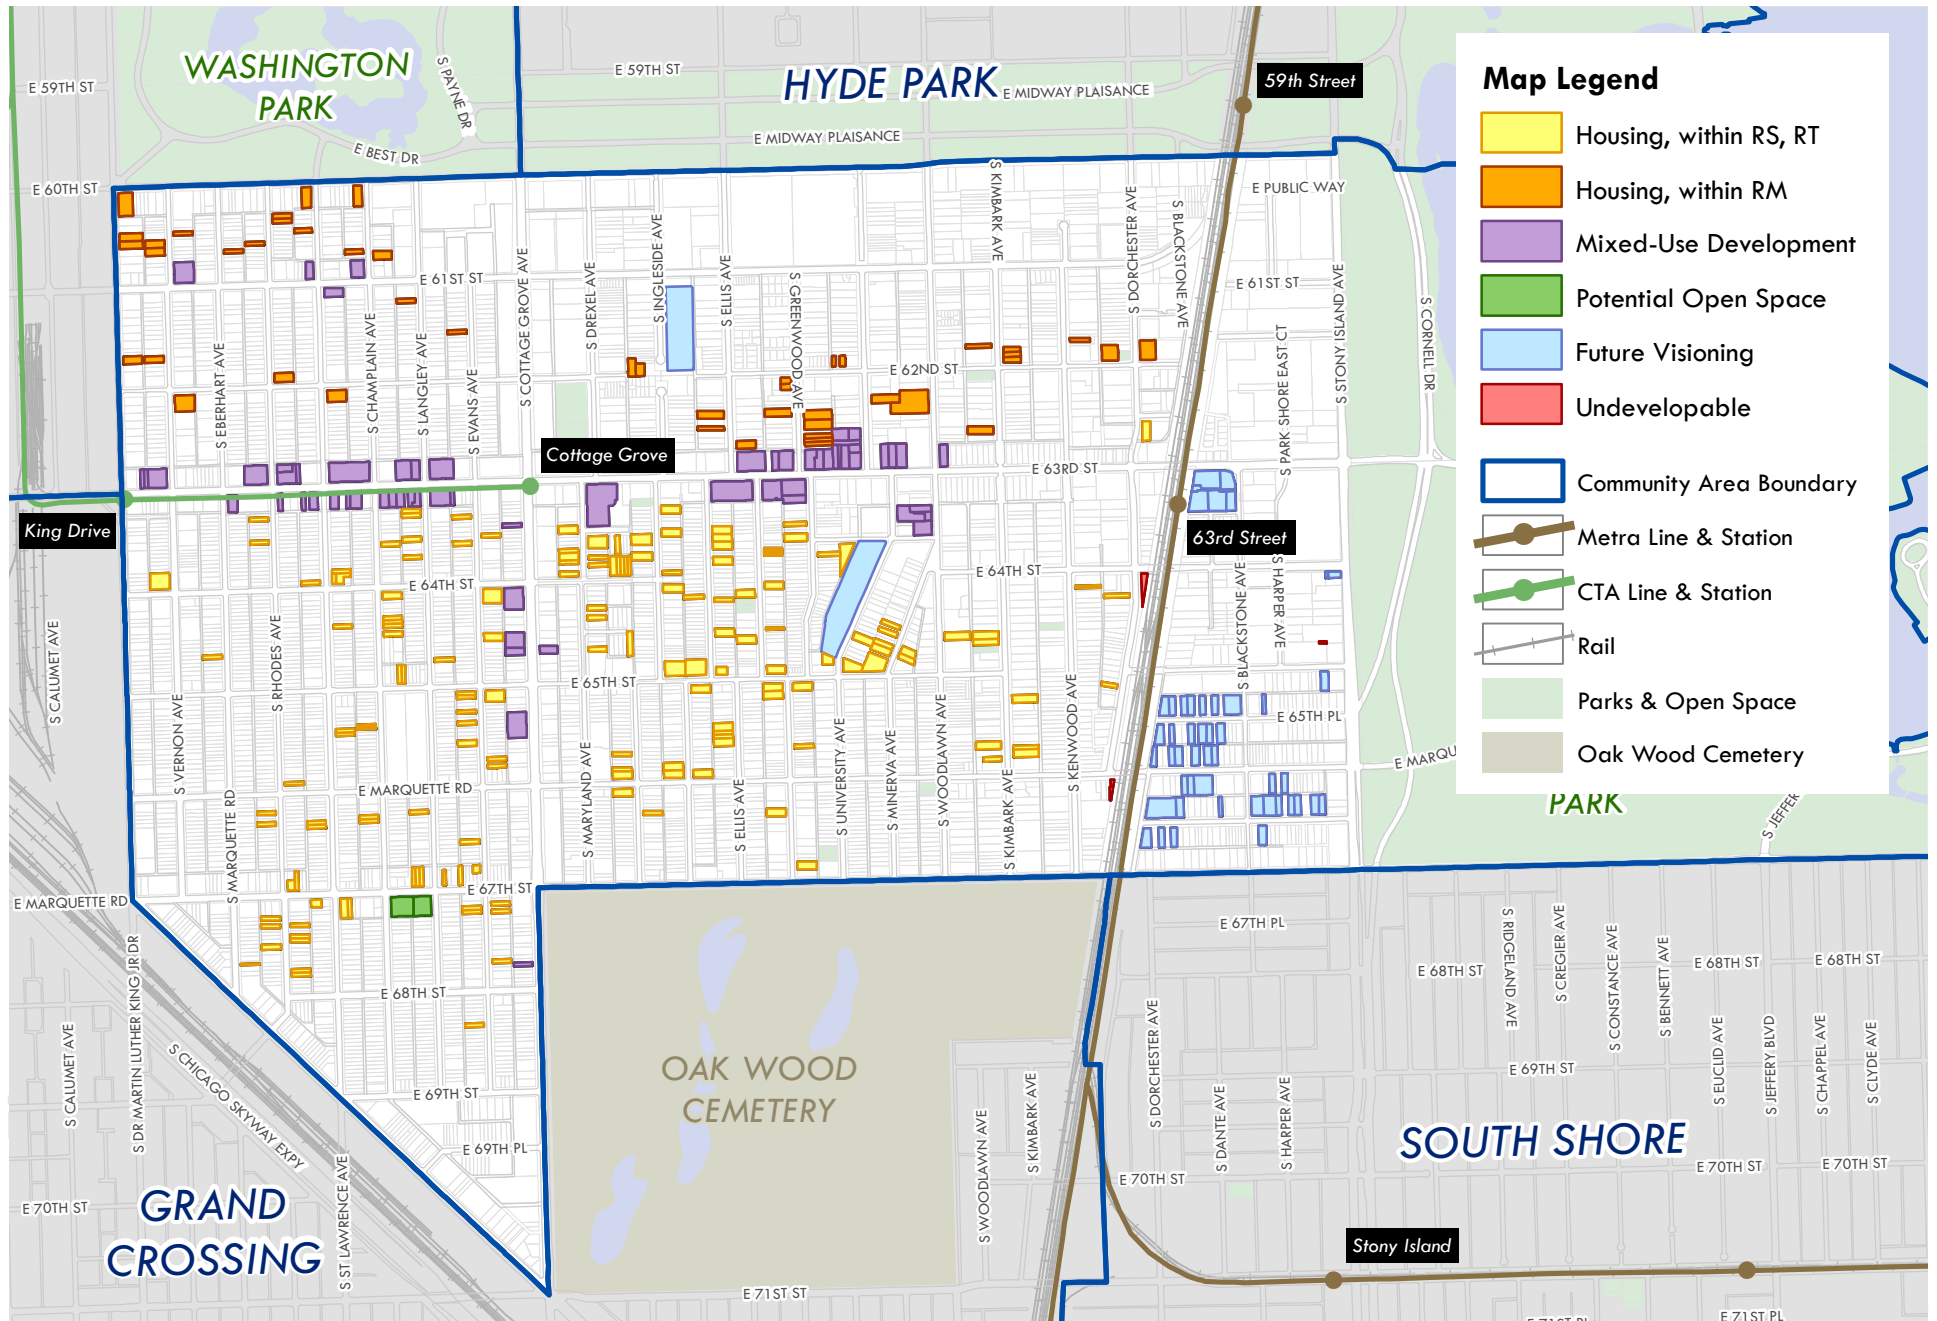 WASHINGTON
PARK
S PAYNE DR
E 59TH ST
HYDE PARK
E MIDWAY PLAISANCE
59th Street
E 59TH ST
E MIDWAY PLAISANCE
E BEST DR
E 60TH ST
E PUBLIC WAY
S KIMBARK AVE
S DORCHESTER AVE
S BLACKSTONE AVE
S INGLESIDE AVE
S COTTAGE GROVE AVE
S DREXEL AVE
S ELLIS AVE
S GREENWOOD AVE
E 61ST ST
E 61ST ST
S STONY ISLAND AVE
S CORNELL DR
S PARK SHORE EAST CT
S EBERHART AVE
S CHAMPLAIN AVE
S LANGLEY AVE
S EVANS AVE
E 62ND ST
Cottage Grove
E 63RD ST
King Drive
63rd Street
E 64TH ST
E 64TH ST
S BLACKSTONE AVE
S HARPER AVE
S CALUMET AVE
S RHODES AVE
S VERNON AVE
E 65TH ST
E 65TH PL
S KENWOOD AVE
S MARYLAND AVE
S ELLIS AVE
S UNIVERSITY AVE
S MINERVA AVE
S WOODLAWN AVE
S KIMBARK AVE
E MARQUETTE RD
S MARQUETTE RD
E MARQU
PARK
S JEFFER
E 67TH ST
E MARQUETTE RD
E 67TH PL
S DR MARTIN LUTHER KING JR DR
E 68TH ST
E 68TH ST
E 68TH ST
E 68TH ST
S RIDGELAND AVE
S CREGIER AVE
S CONSTANCE AVE
S BENNETT AVE
S EUCLID AVE
S JEFFERY BLVD
S CHAPPEL AVE
S CLYDE AVE
S CALUMET AVE
S CHICAGO SKYWAY EXPY
OAK WOOD
CEMETERY
E 69TH ST
E 69TH ST
S DORCHESTER AVE
S DANTE AVE
S HARPER AVE
S WOODLAWN AVE
S KIMBARK AVE
E 69TH PL
SOUTH SHORE
E 70TH ST
E 70TH ST
E 70TH ST
E 70TH ST
GRAND
CROSSING
S ST LAWRENCE AVE
Stony Island
E 71ST ST
E 71ST PL
Map Legend
Housing, within RS, RT
Housing, within RM
Mixed-Use Development
Potential Open Space
Future Visioning
Undevelopable
Community Area Boundary
Metra Line & Station
CTA Line & Station
Rail
Parks & Open Space
Oak Wood Cemetery